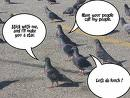 Stick with me,
and I'll make
you a star.
Have your people
call my people.
Let's do lunch!